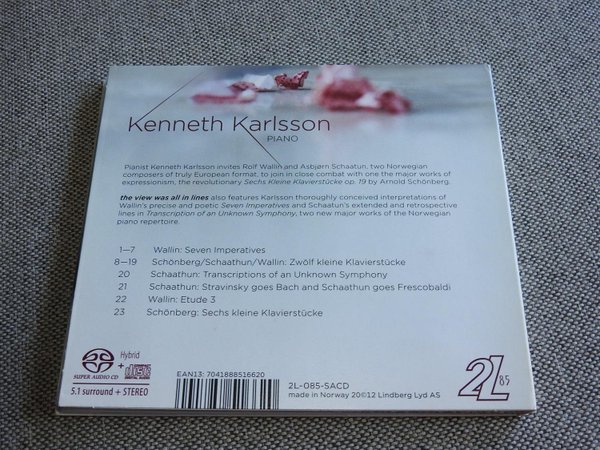 Kenneth Karlsson
PIANO
Pianist Kenneth Karlsson invites Rolf Wallin and Asbjørn Schaatun, two Norwegian
composers of truly European format, to join in close combat with one the major works of
expressionism, the revolutionary Sechs Kleine Klavierstücke op. 19 by Arnold Schönberg.
the view was all in lines also features Karlsson thoroughly conceived interpretations of
Wallin's precise and poetic Seven Imperatives and Schaatun's extended and retrospective
lines in Transcription of an Unknown Symphony, two new major works of the Norwegian
piano repertoire.
1—7 Wallin: Seven Imperatives
8—19 Schönberg/Schaathun/Wallin: Zwölf kleine Klavierstücke
20 Schaathun: Transcriptions of an Unknown Symphony
21 Schaathun: Stravinsky goes Bach and Schaathun goes Frescobaldi
22 Wallin: Etude 3
23 Schönberg: Sechs kleine Klavierstücke
SUPER AUDIO CD
Hybrid
+
COMPACT disc DIGITAL AUDIO
5.1 surround + STEREO
EAN13: 7041888516620
2L-085-SACD
made in Norway 20©12 Lindberg Lyd AS
2L 85